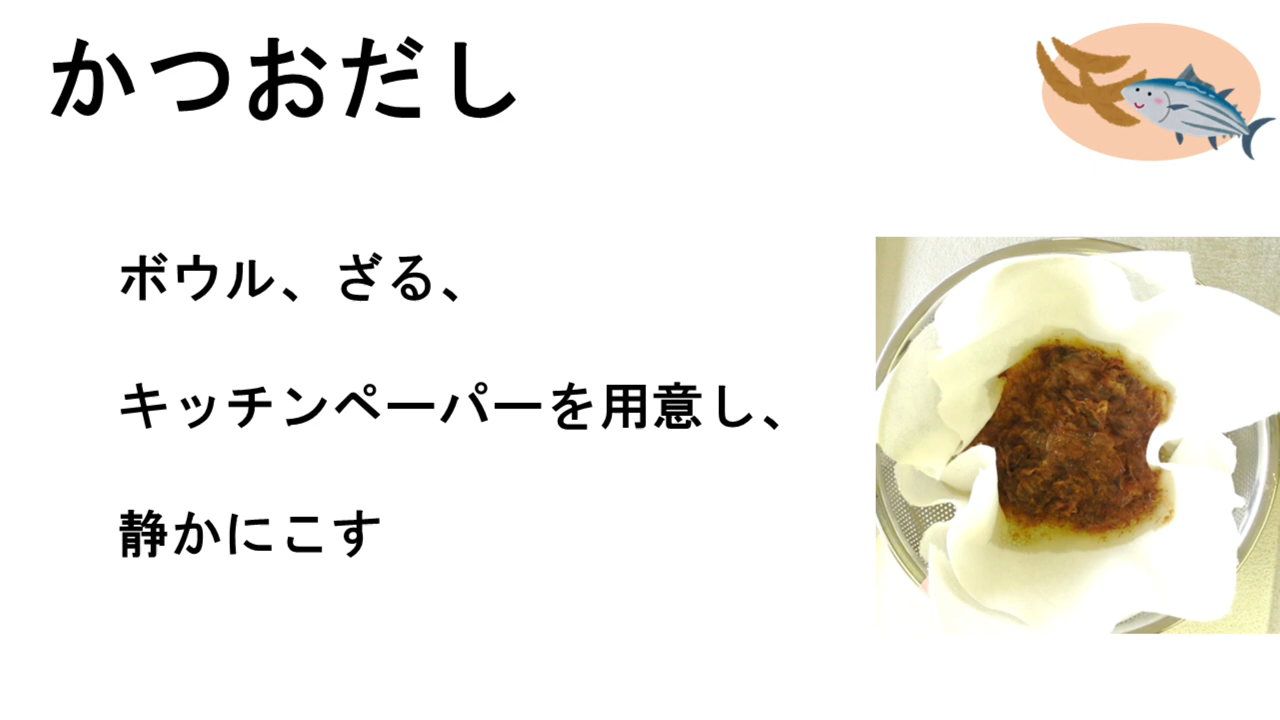 かつおだし
ボウル、ざる、
キッチンペーパーを用意し、
静かにこす